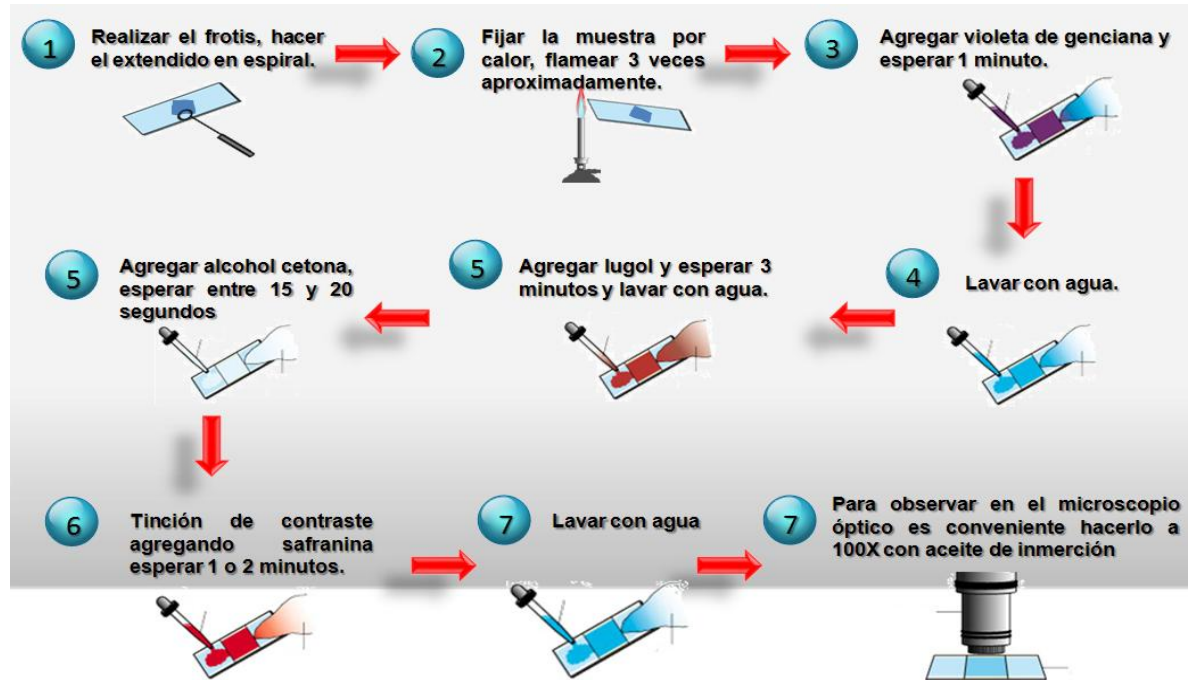 1
Realizar el frotis, hacer
el extendido en espiral.
2
Fijar la muestra por
calor, flamear 3 veces
aproximadamente.
3
Agregar violeta de genciana y
esperar 1 minuto.
4
Lavar con agua.
5
Agregar lugol y esperar 3
minutos y lavar con agua.
5
Agregar alcohol cetona,
esperar entre 15 y 20
segundos
6
Tinción de contraste
agregando safranina
esperar 1 o 2 minutos.
7
Lavar con agua
7
Para observar en el microscopio
óptico es conveniente hacerlo a
100X con aceite de inmerción